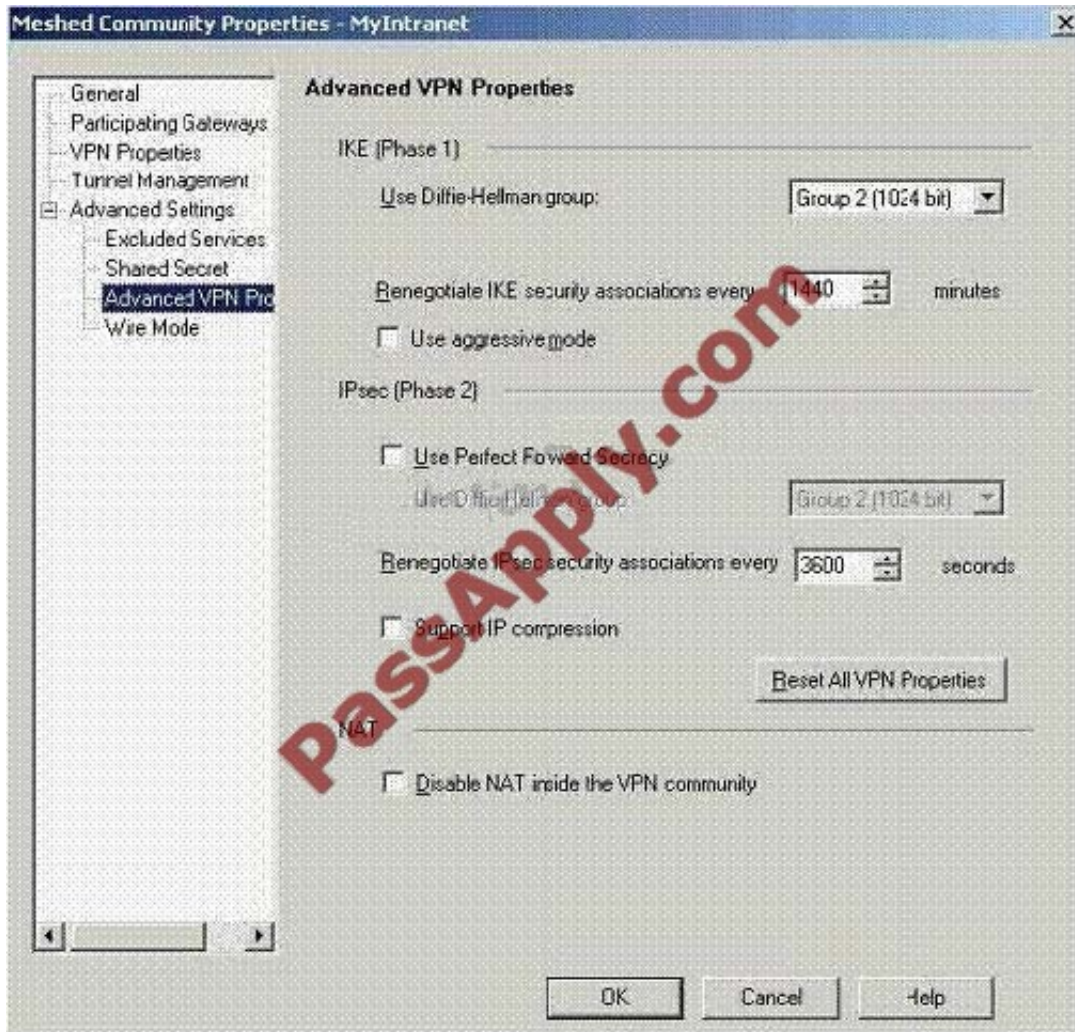 Meshed Community Properties - MyIntranet
General
Participating Gateways
VPN Properties
Tunnel Management
Advanced Settings
Excluded Services
Shared Secret
Advanced VPN Pro
Wire Mode
Advanced VPN Properties
IKE (Phase 1)
Use Diffie-Hellman group:
Group 2 (1024 bit)
Renegotiate IKE security associations every 1440 minutes
Use aggressive mode
IPsec (Phase 2)
Use Perfect Forward Secrecy
Use Diffie-Hellman group:
Group 2 (1024 bit)
Renegotiate IPsec security associations every 3600 seconds
Support IP compression
Reset All VPN Properties
NAT
Disable NAT inside the VPN community
OK
Cancel
Help
PassApply.com